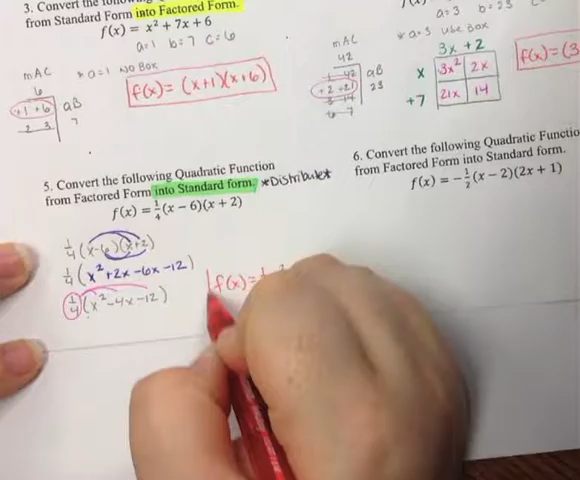 3. Convert the follo
from Standard Form into Factored Form.
f(x) = x² + 7x + 6
a=1 b=7 c=6
mAC
*a=1 NO BOX
6
+1 +6
aB
7
2 3
f(x)= (x+1)(x+6)
a=3 b=23
*a=3 Use BOX
mAC
42
1 42
+2 +21
aB
23
3 14
6 7
3x +2
x 3x² 2x
+7 21x 14
f(x)=(3
5. Convert the following Quadratic Function
from Factored Form into Standard form. *Distribute*
f(x) = 1/4(x − 6)(x + 2)
1/4(x-6)(x+2)
1/4(x²+2x-6x-12)
1/4(x²-4x-12)
f(x)=
6. Convert the following Quadratic Functio
from Factored Form into Standard form.
f(x) = −1/2(x − 2)(2x + 1)